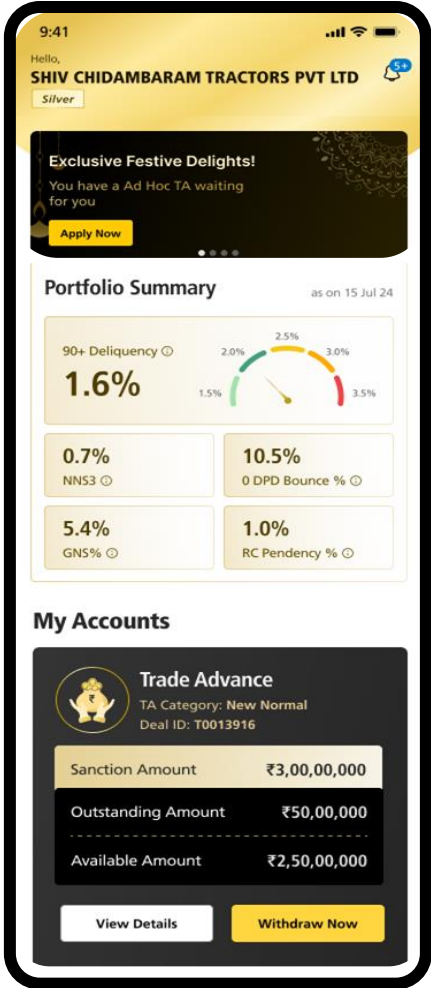 9:41
Hello,
SHIV CHIDAMBARAM TRACTORS PVT LTD
5+
Silver
Exclusive Festive Delights!
You have a Ad Hoc TA waiting
for you
Apply Now
Portfolio Summary
as on 15 Jul 24
90+ Deliquency
1.6%
1.5%
2.0%
2.5%
3.0%
3.5%
0.7%
NNS3
10.5%
0 DPD Bounce %
5.4%
GNS%
1.0%
RC Pendency %
My Accounts
₹
Trade Advance
TA Category: New Normal
Deal ID: T0013916
Sanction Amount ₹3,00,00,000
Outstanding Amount ₹50,00,000
Available Amount ₹2,50,00,000
View Details
Withdraw Now